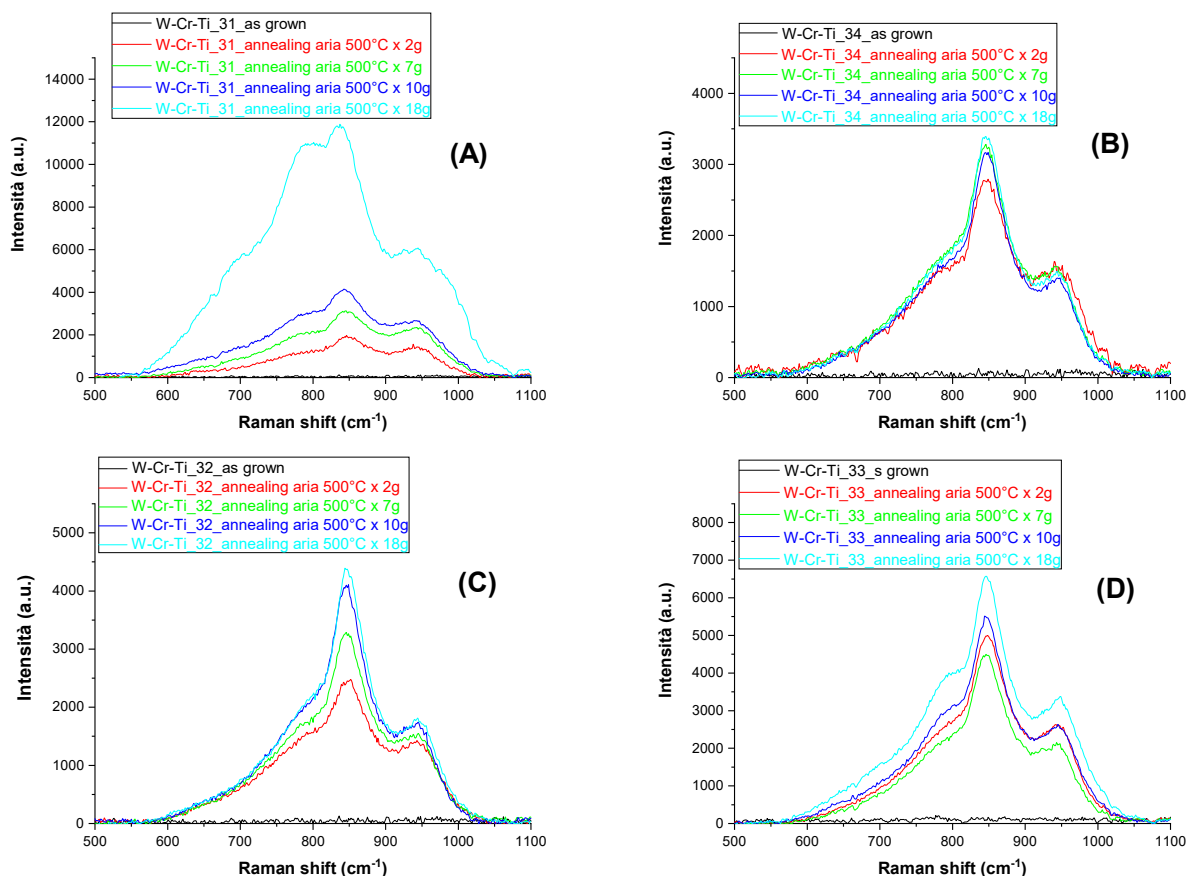 W-Cr-Ti_31_as grown
W-Cr-Ti_31_annealing aria 500°C x 2g
W-Cr-Ti_31_annealing aria 500°C x 7g
W-Cr-Ti_31_annealing aria 500°C x 10g
W-Cr-Ti_31_annealing aria 500°C x 18g
(A)
14000
12000
10000
8000
6000
4000
2000
0
Intensità (a.u.)
500 600 700 800 900 1000 1100
Raman shift (cm-1)
W-Cr-Ti_34_as grown
W-Cr-Ti_34_annealing aria 500°C x 2g
W-Cr-Ti_34_annealing aria 500°C x 7g
W-Cr-Ti_34_annealing aria 500°C x 10g
W-Cr-Ti_34_annealing aria 500°C x 18g
(B)
4000
3000
2000
1000
0
Intensità (a.u.)
500 600 700 800 900 1000 1100
Raman shift (cm-1)
W-Cr-Ti_32_as grown
W-Cr-Ti_32_annealing aria 500°C x 2g
W-Cr-Ti_32_annealing aria 500°C x 7g
W-Cr-Ti_32_annealing aria 500°C x 10g
W-Cr-Ti_32_annealing aria 500°C x 18g
(C)
5000
4000
3000
2000
1000
0
Intensità (a.u.)
500 600 700 800 900 1000 1100
Raman shift (cm-1)
W-Cr-Ti_33_s grown
W-Cr-Ti_33_annealing aria 500°C x 2g
W-Cr-Ti_33_annealing aria 500°C x 7g
W-Cr-Ti_33_annealing aria 500°C x 10g
W-Cr-Ti_33_annealing aria 500°C x 18g
(D)
8000
7000
6000
5000
4000
3000
2000
1000
0
Intensità (a.u.)
500 600 700 800 900 1000 1100
Raman shift (cm-1)